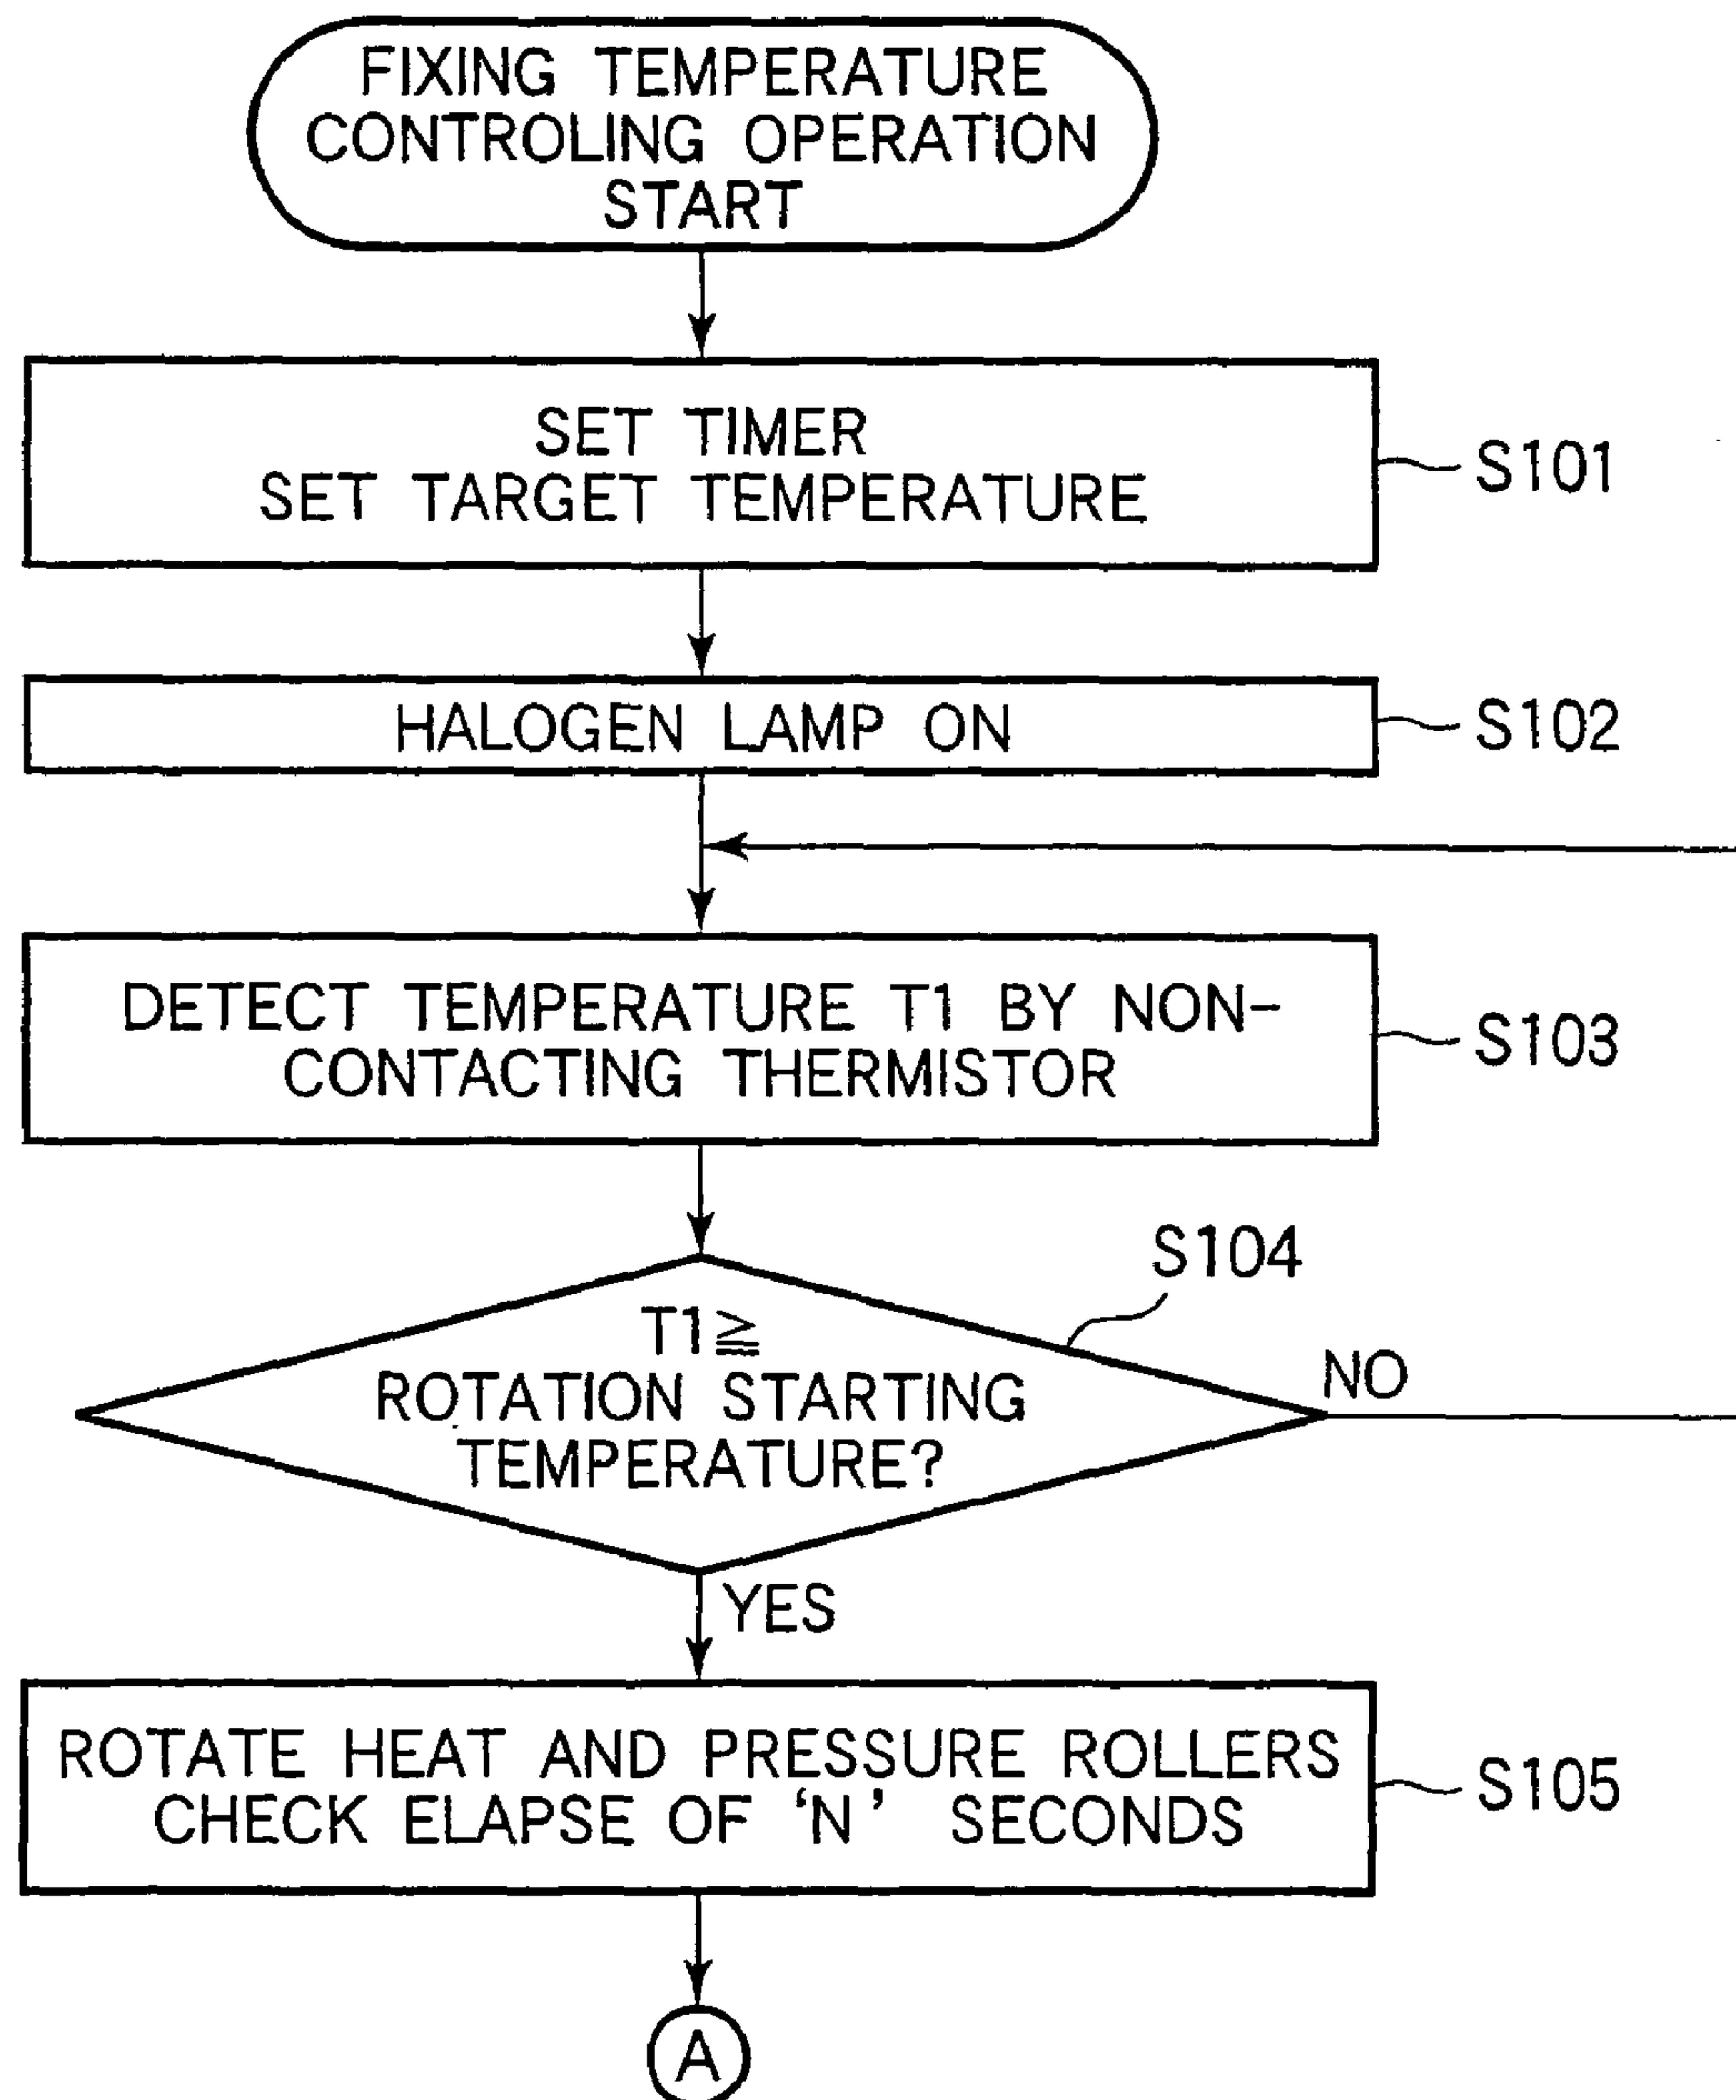 FIXING TEMPERATURE
CONTROLING OPERATION
START
SET TIMER
SET TARGET TEMPERATURE
S101
HALOGEN LAMP ON
S102
DETECT TEMPERATURE T1 BY NON-
CONTACTING THERMISTOR
S103
S104
T1≧
ROTATION STARTING
TEMPERATURE?
NO
YES
ROTATE HEAT AND PRESSURE ROLLERS
CHECK ELAPSE OF ‘N’ SECONDS
S105
A